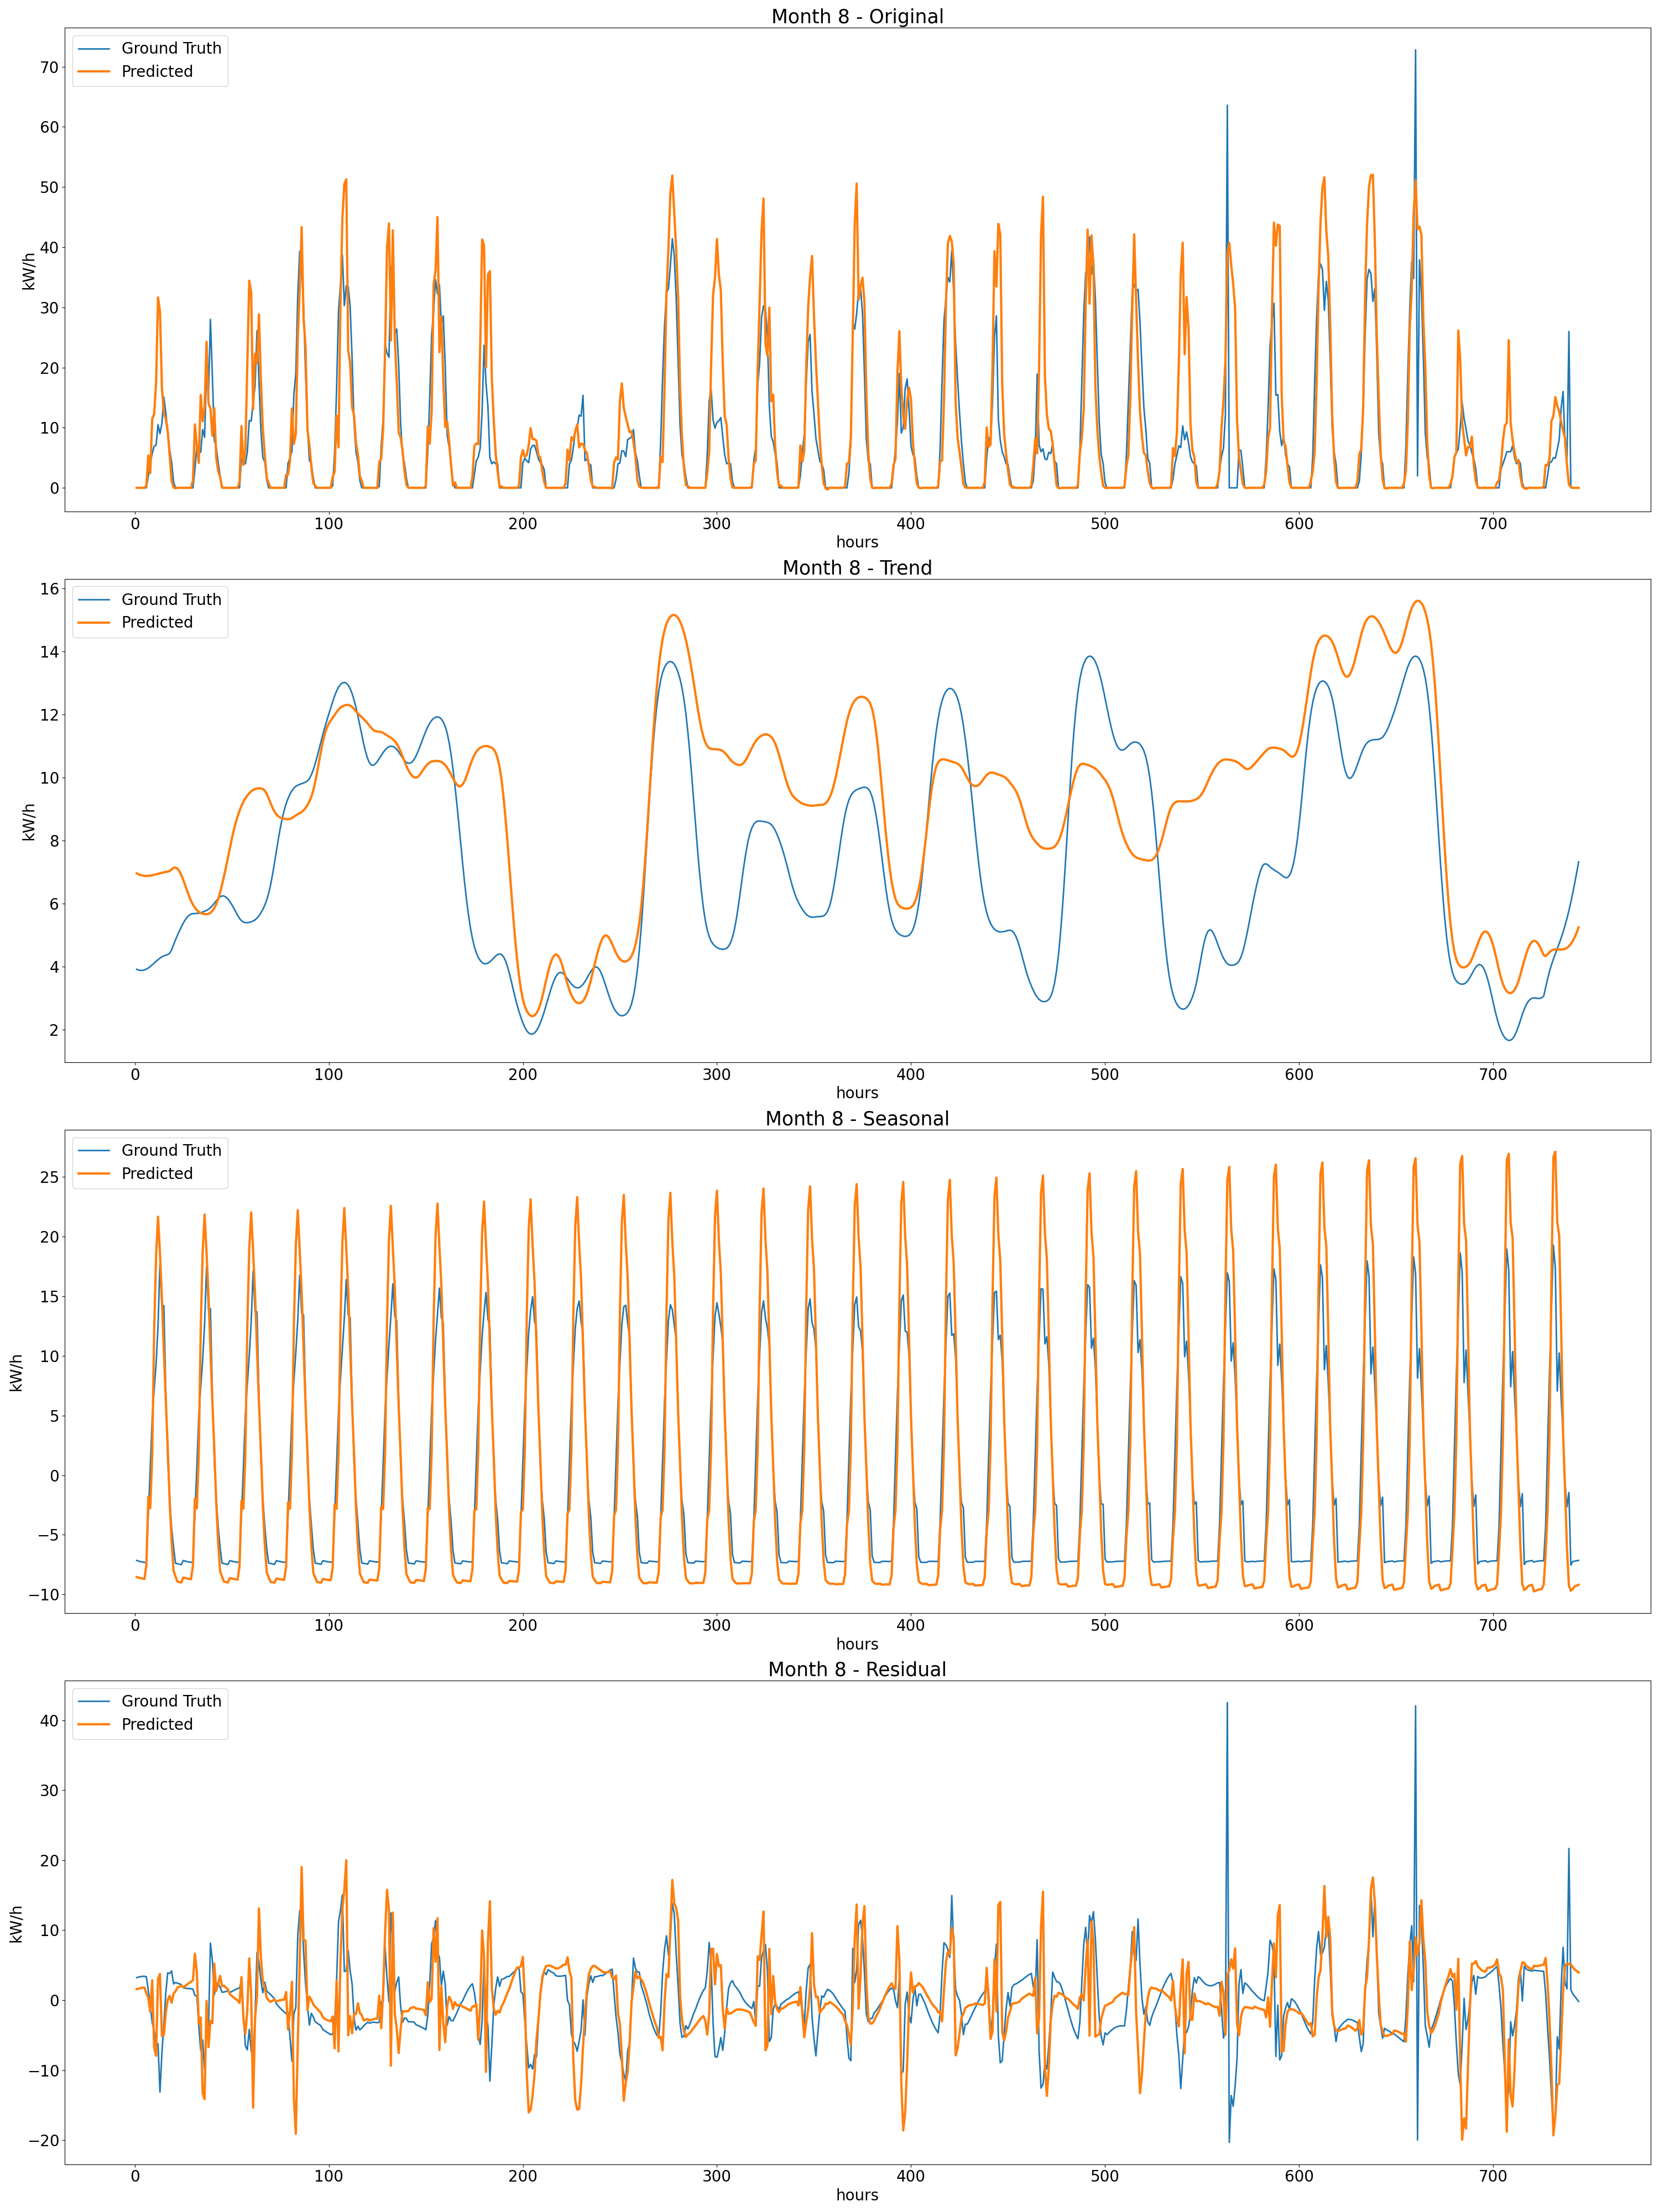 Month 8 - Original
Ground Truth
Predicted
70
60
50
40
30
20
10
0
kW/h
0 100 200 300 400 500 600 700
hours
Month 8 - Trend
Ground Truth
Predicted
16
14
12
10
8
6
4
2
kW/h
0 100 200 300 400 500 600 700
hours
Month 8 - Seasonal
Ground Truth
Predicted
25
20
15
10
5
0
−5
−10
kW/h
0 100 200 300 400 500 600 700
hours
Month 8 - Residual
Ground Truth
Predicted
40
30
20
10
0
−10
−20
kW/h
0 100 200 300 400 500 600 700
hours